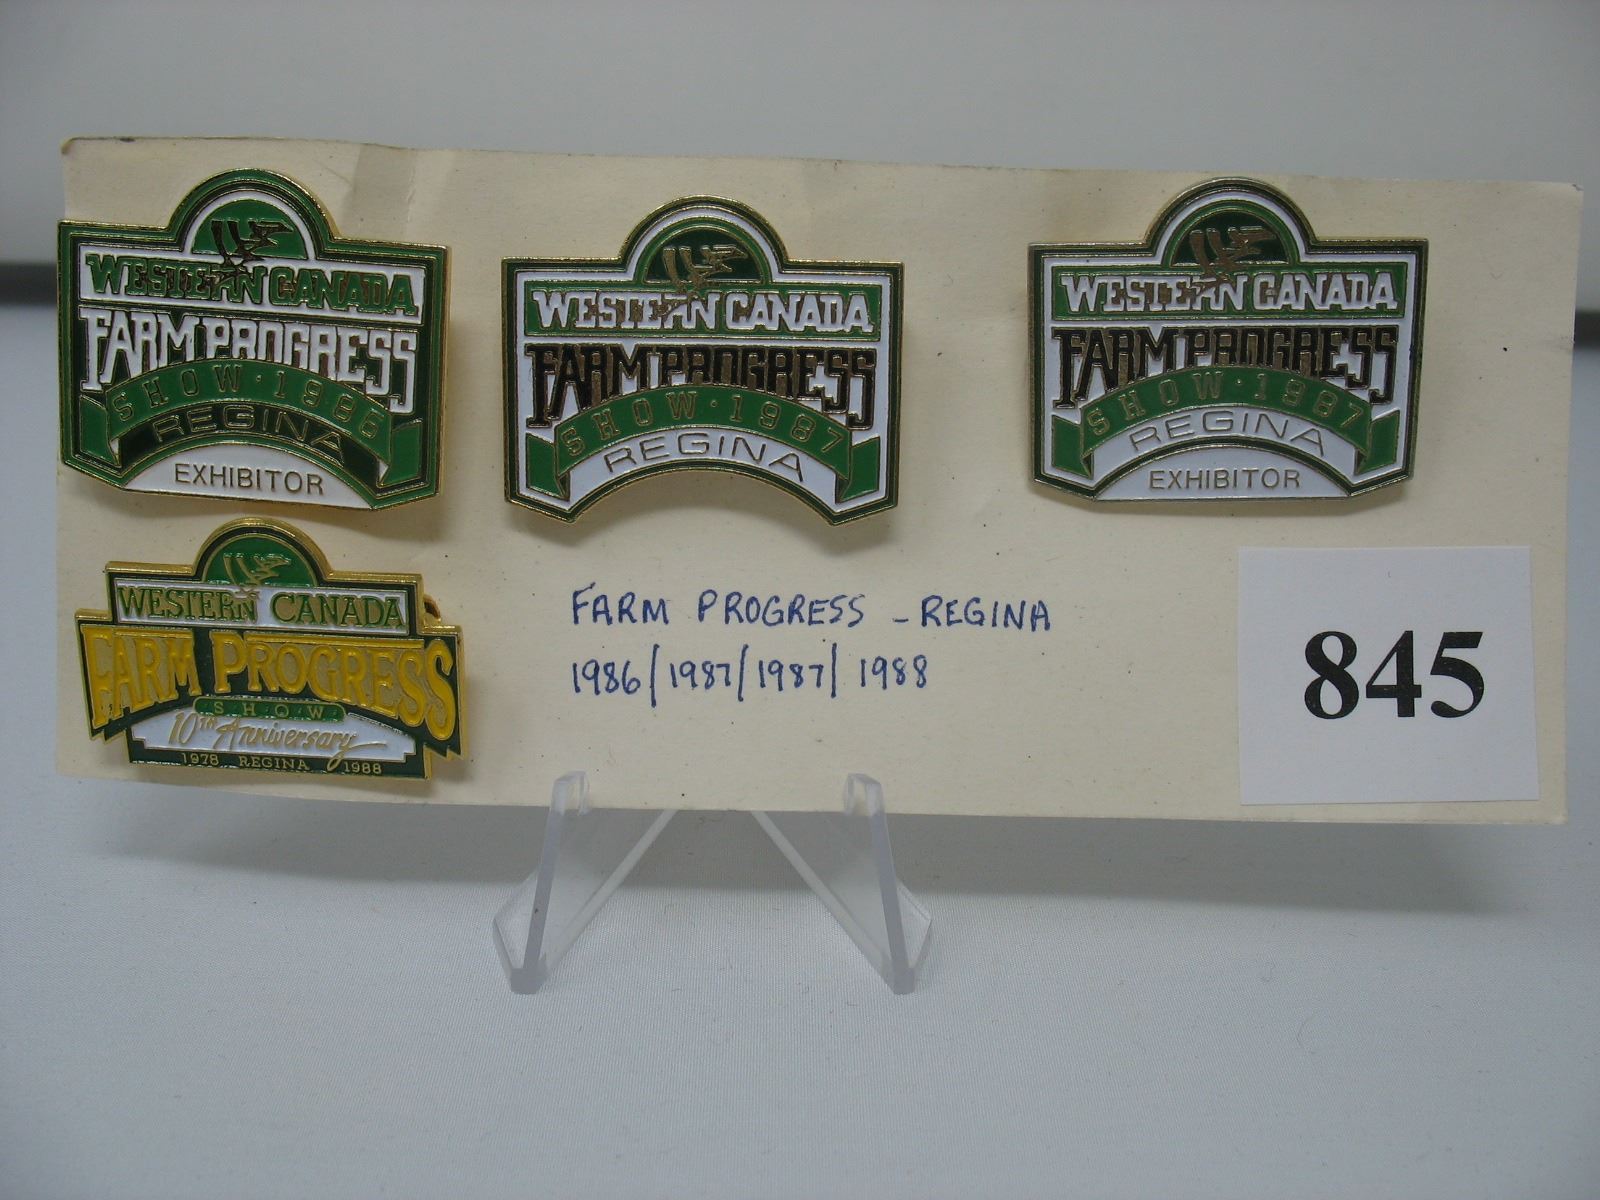 WESTERN CANADA
FARM PROGRESS
SHOW · 1986
REGINA
EXHIBITOR
WESTERN CANADA
FARM PROGRESS
SHOW · 1987
REGINA
WESTERN CANADA
FARM PROGRESS
SHOW · 1987
REGINA
EXHIBITOR
WESTERN CANADA
FARM PROGRESS
SHOW
10TH Anniversary
1978 REGINA 1988
FARM PROGRESS - REGINA
1986/1987/1987/1988
845